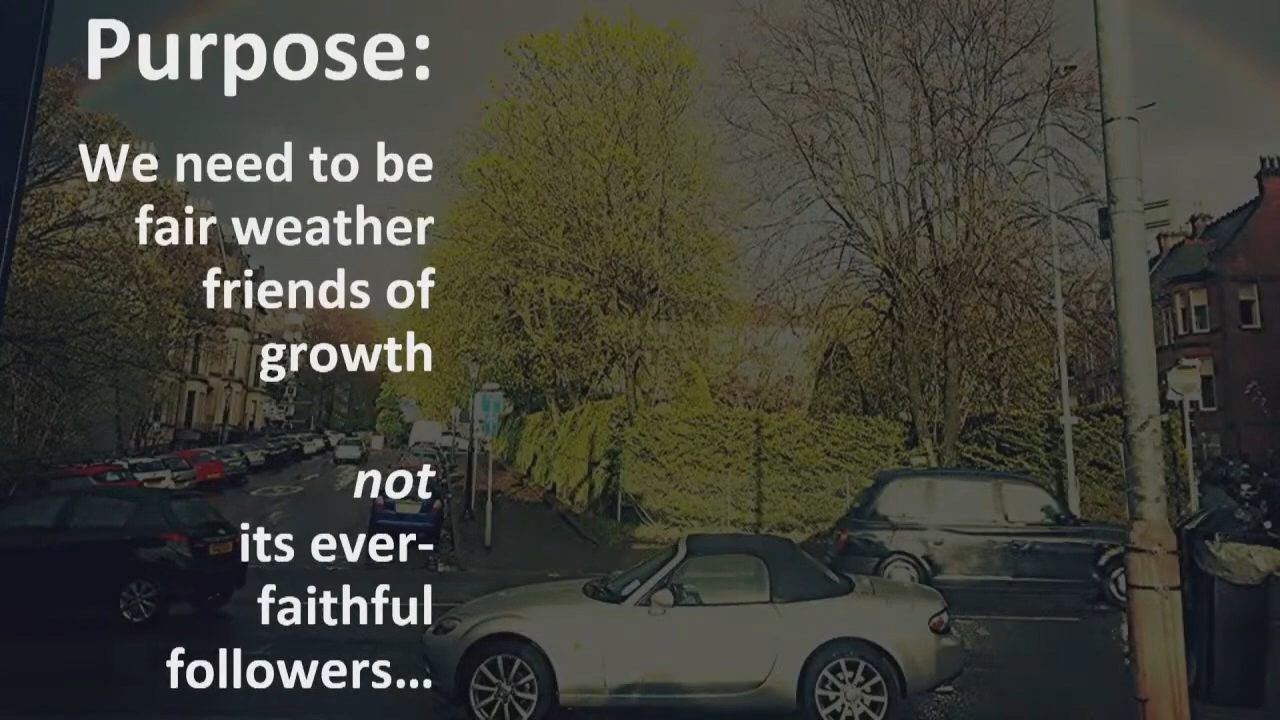 Purpose:
We need to be
fair weather
friends of
growth
not
its ever-
faithful
followers...